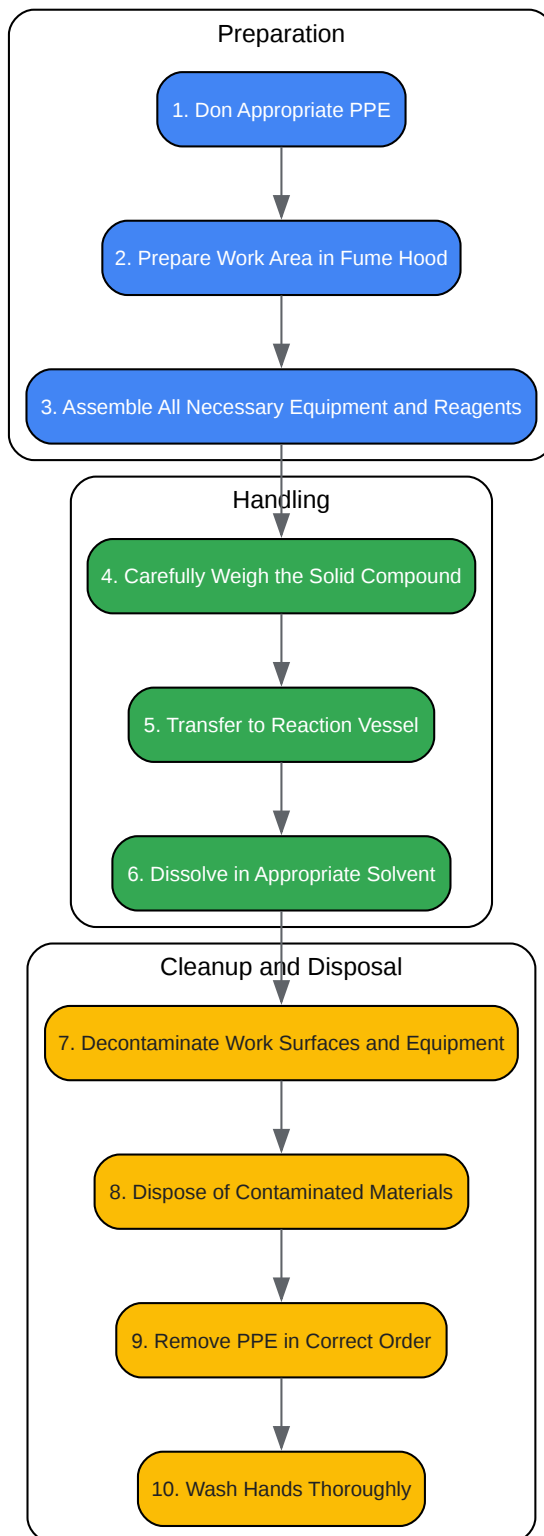 Preparation
1. Don Appropriate PPE
2. Prepare Work Area in Fume Hood
3. Assemble All Necessary Equipment and Reagents
Handling
4. Carefully Weigh the Solid Compound
5. Transfer to Reaction Vessel
6. Dissolve in Appropriate Solvent
Cleanup and Disposal
7. Decontaminate Work Surfaces and Equipment
8. Dispose of Contaminated Materials
9. Remove PPE in Correct Order
10. Wash Hands Thoroughly